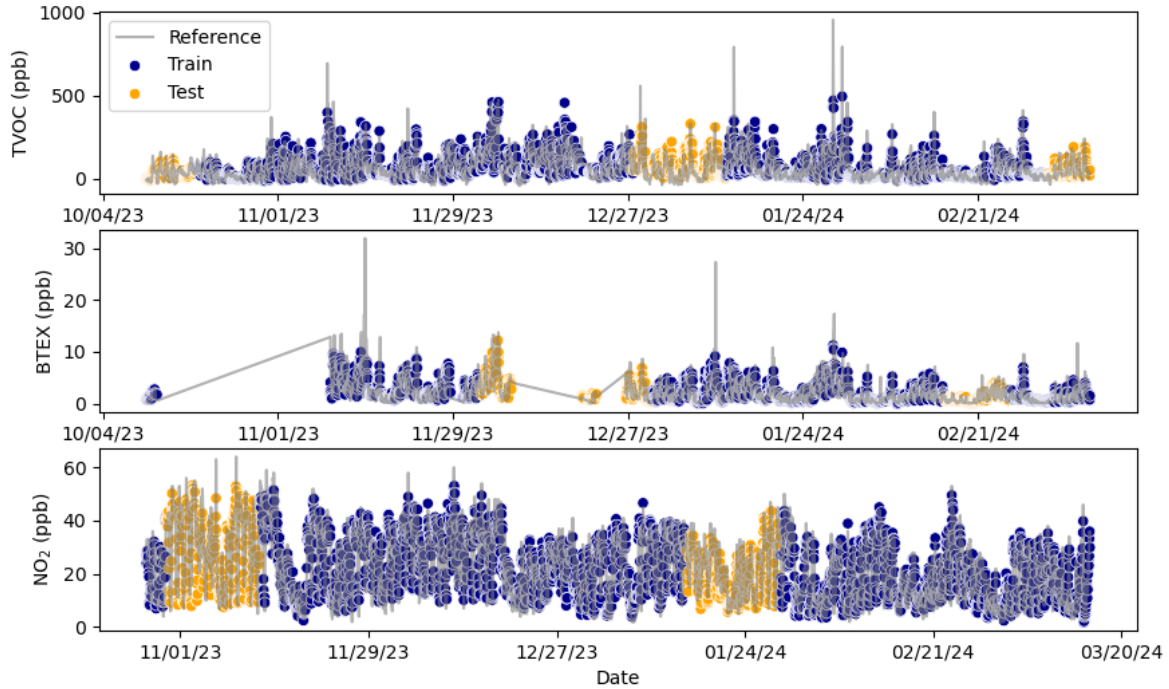 1000
500
0
TVOC (ppb)
Reference
Train
Test
10/04/23 11/01/23 11/29/23 12/27/23 01/24/24 02/21/24
30
20
10
0
BTEX (ppb)
10/04/23 11/01/23 11/29/23 12/27/23 01/24/24 02/21/24
60
40
20
0
NO₂ (ppb)
11/01/23 11/29/23 12/27/23 01/24/24 02/21/24 03/20/24
Date